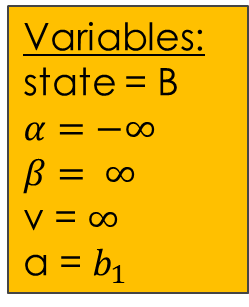 Variables:
state = B
𝛼 = −∞
𝛽 = ∞
v = ∞
a = 𝑏₁